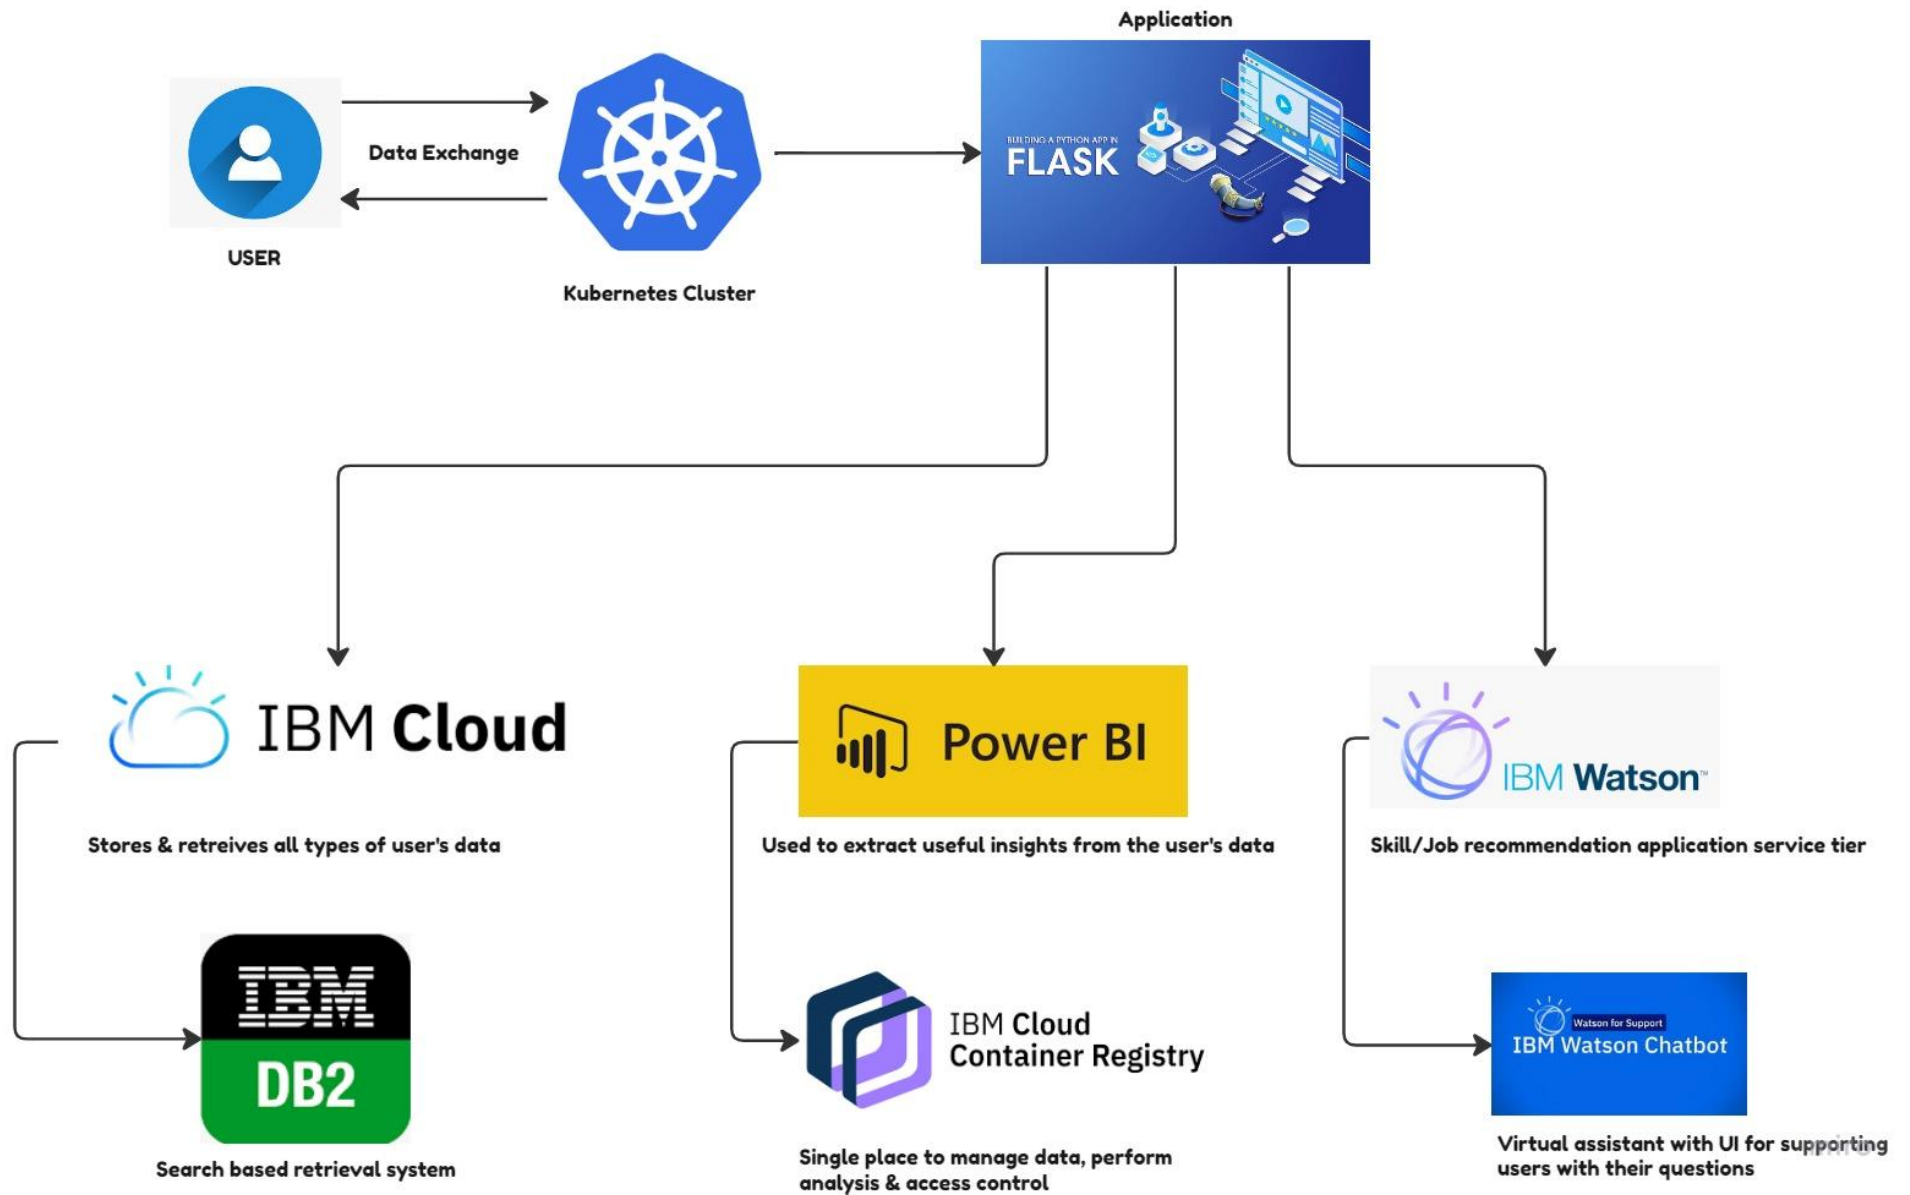 Application
BUILDING A PYTHON APP IN
FLASK
Data Exchange
USER
Kubernetes Cluster
IBM Cloud
Power BI
IBM Watson™
Stores & retreives all types of user's data
Used to extract useful insights from the user's data
Skill/Job recommendation application service tier
IBM
DB2
IBM Cloud
Container Registry
Watson for Support
IBM Watson Chatbot
Search based retrieval system
Single place to manage data, perform
analysis & access control
Virtual assistant with UI for supporting
users with their questions
miro